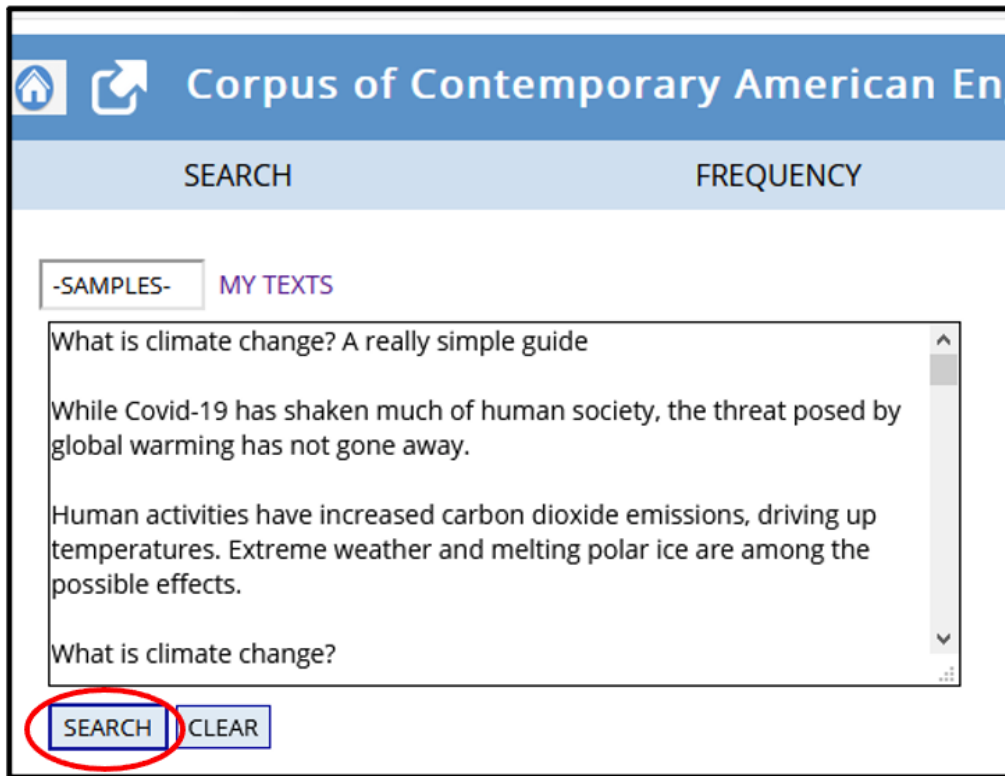 Corpus of Contemporary American En
SEARCH FREQUENCY
-SAMPLES- MY TEXTS
What is climate change? A really simple guide
While Covid-19 has shaken much of human society, the threat posed by
global warming has not gone away.
Human activities have increased carbon dioxide emissions, driving up
temperatures. Extreme weather and melting polar ice are among the
possible effects.
What is climate change?
SEARCH CLEAR